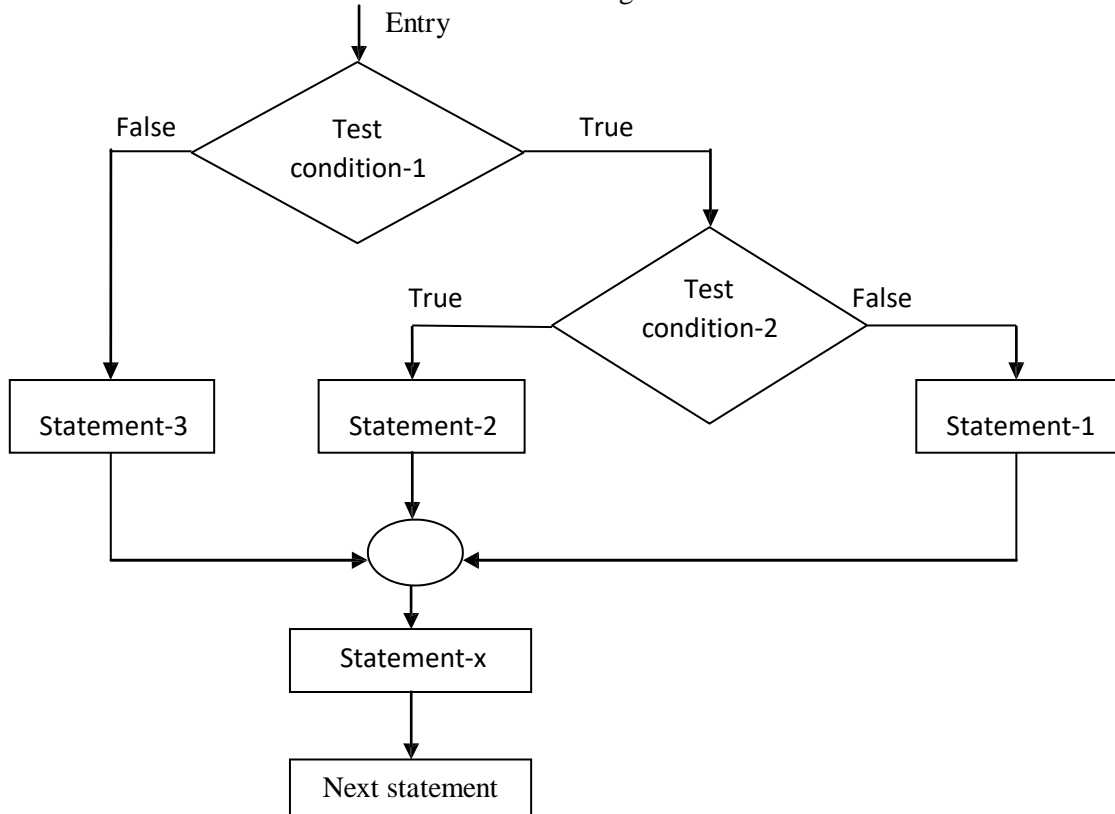 Entry
False
True
Test
condition-1
True
False
Test
condition-2
Statement-3
Statement-2
Statement-1
Statement-x
Next statement